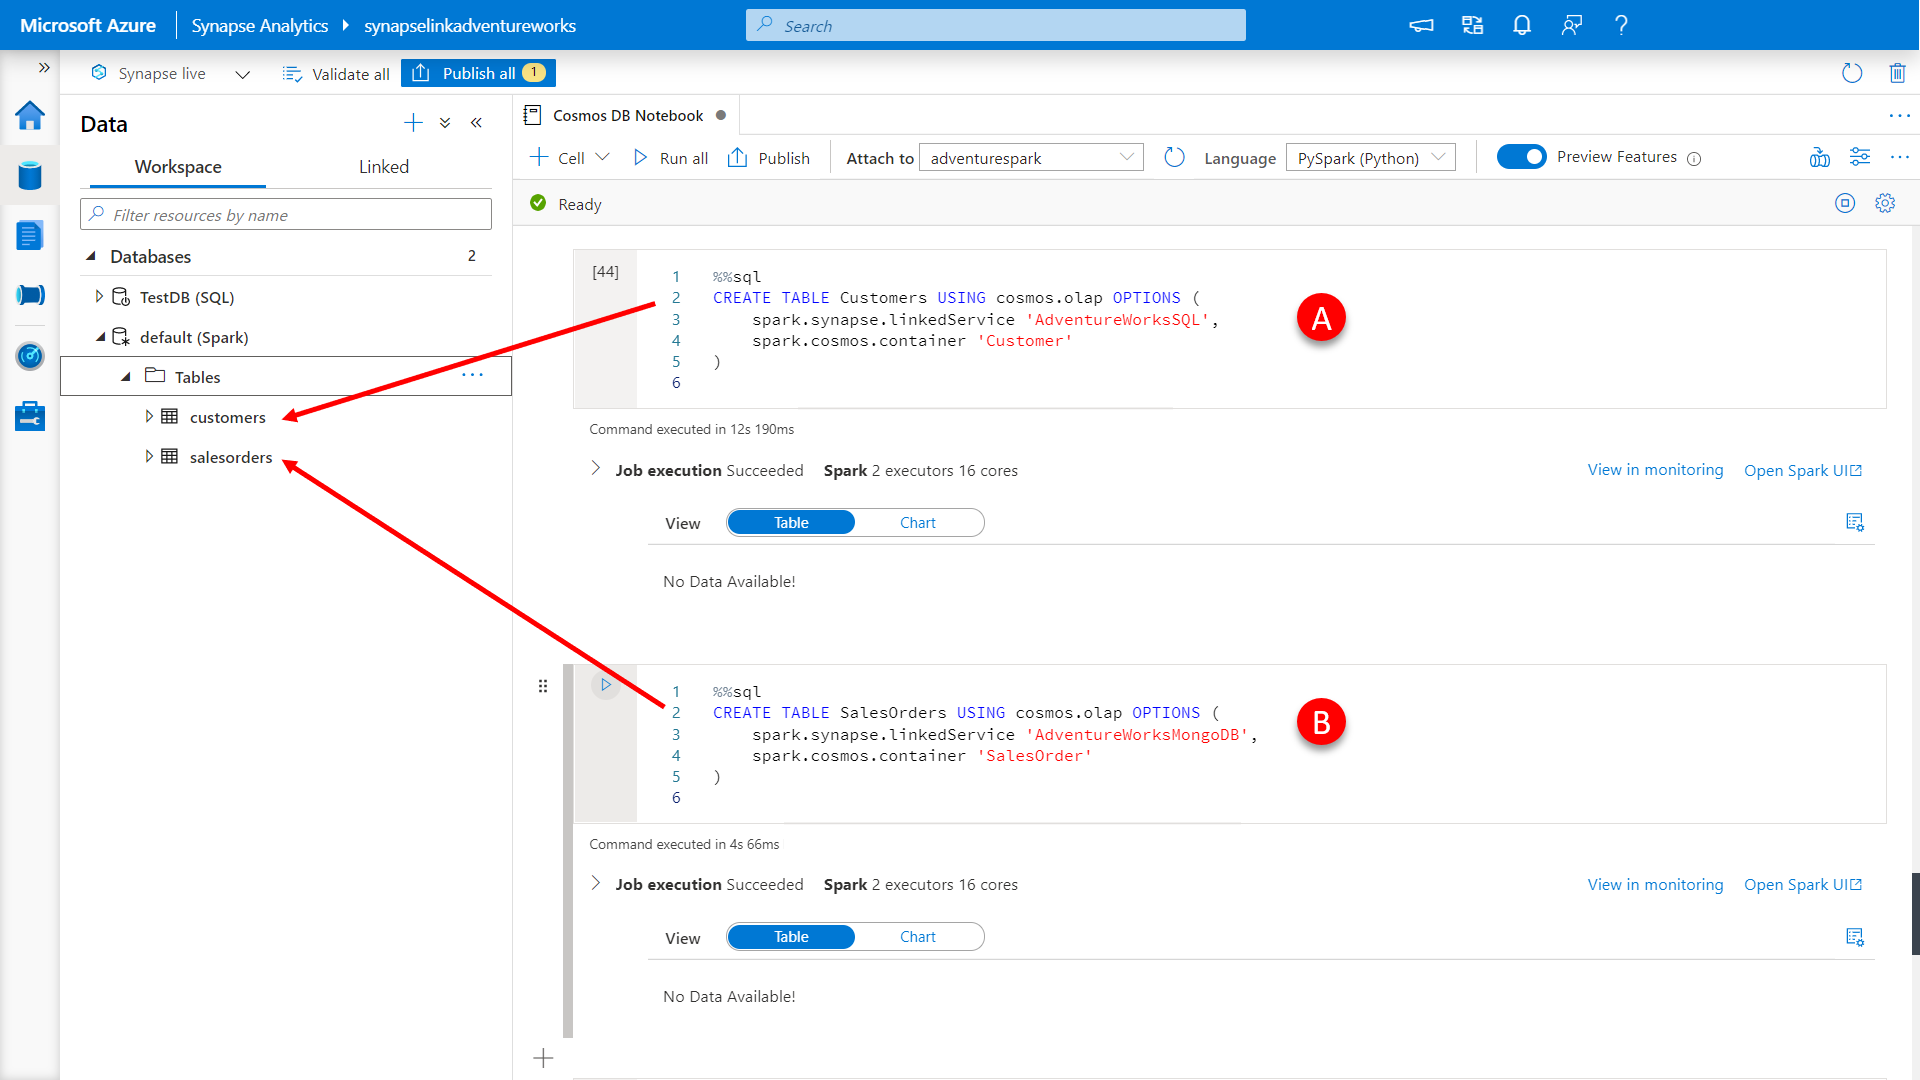 Microsoft Azure
Synapse Analytics
synapselinkadventureworks
Search
Synapse live
Validate all
Publish all 1
Data
Workspace
Linked
Filter resources by name
Databases 2
TestDB (SQL)
default (Spark)
Tables
customers
salesorders
Cosmos DB Notebook
Cell
Run all
Publish
Attach to adventurespark
Language PySpark (Python)
Preview Features
Ready
[44]
1 %%sql
2 CREATE TABLE Customers USING cosmos.olap OPTIONS (
3 spark.synapse.linkedService 'AdventureWorksSQL',
4 spark.cosmos.container 'Customer'
5 )
6
A
Command executed in 12s 190ms
Job execution Succeeded Spark 2 executors 16 cores
View in monitoring Open Spark UI
View Table Chart
No Data Available!
1 %%sql
2 CREATE TABLE SalesOrders USING cosmos.olap OPTIONS (
3 spark.synapse.linkedService 'AdventureWorksMongoDB',
4 spark.cosmos.container 'SalesOrder'
5 )
6
B
Command executed in 4s 66ms
Job execution Succeeded Spark 2 executors 16 cores
View in monitoring Open Spark UI
View Table Chart
No Data Available!